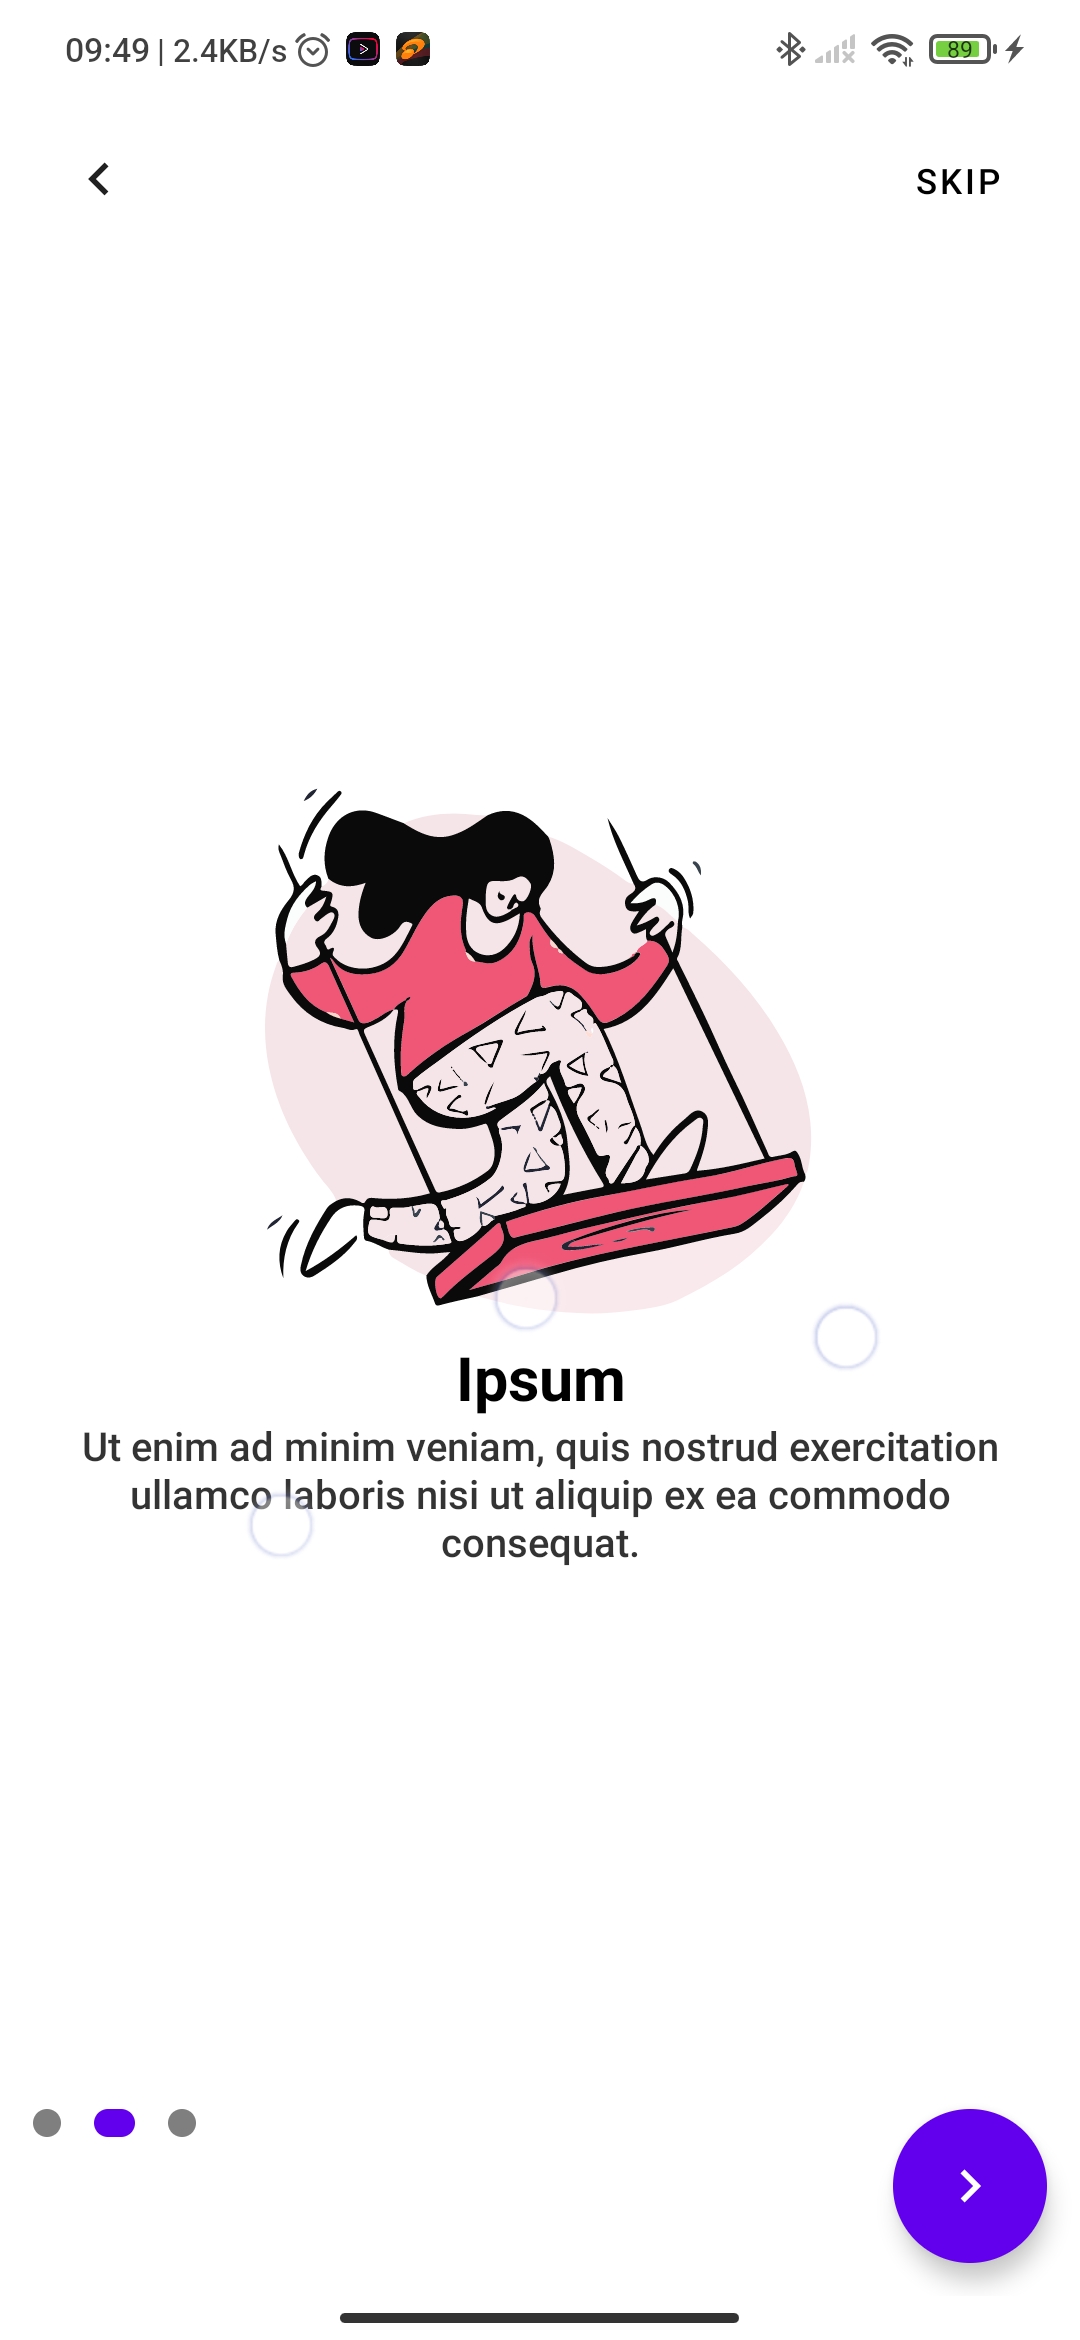 09:49 | 2.4KB/s
89
SKIP
Ipsum
Ut enim ad minim veniam, quis nostrud exercitation
ullamco laboris nisi ut aliquip ex ea commodo
consequat.